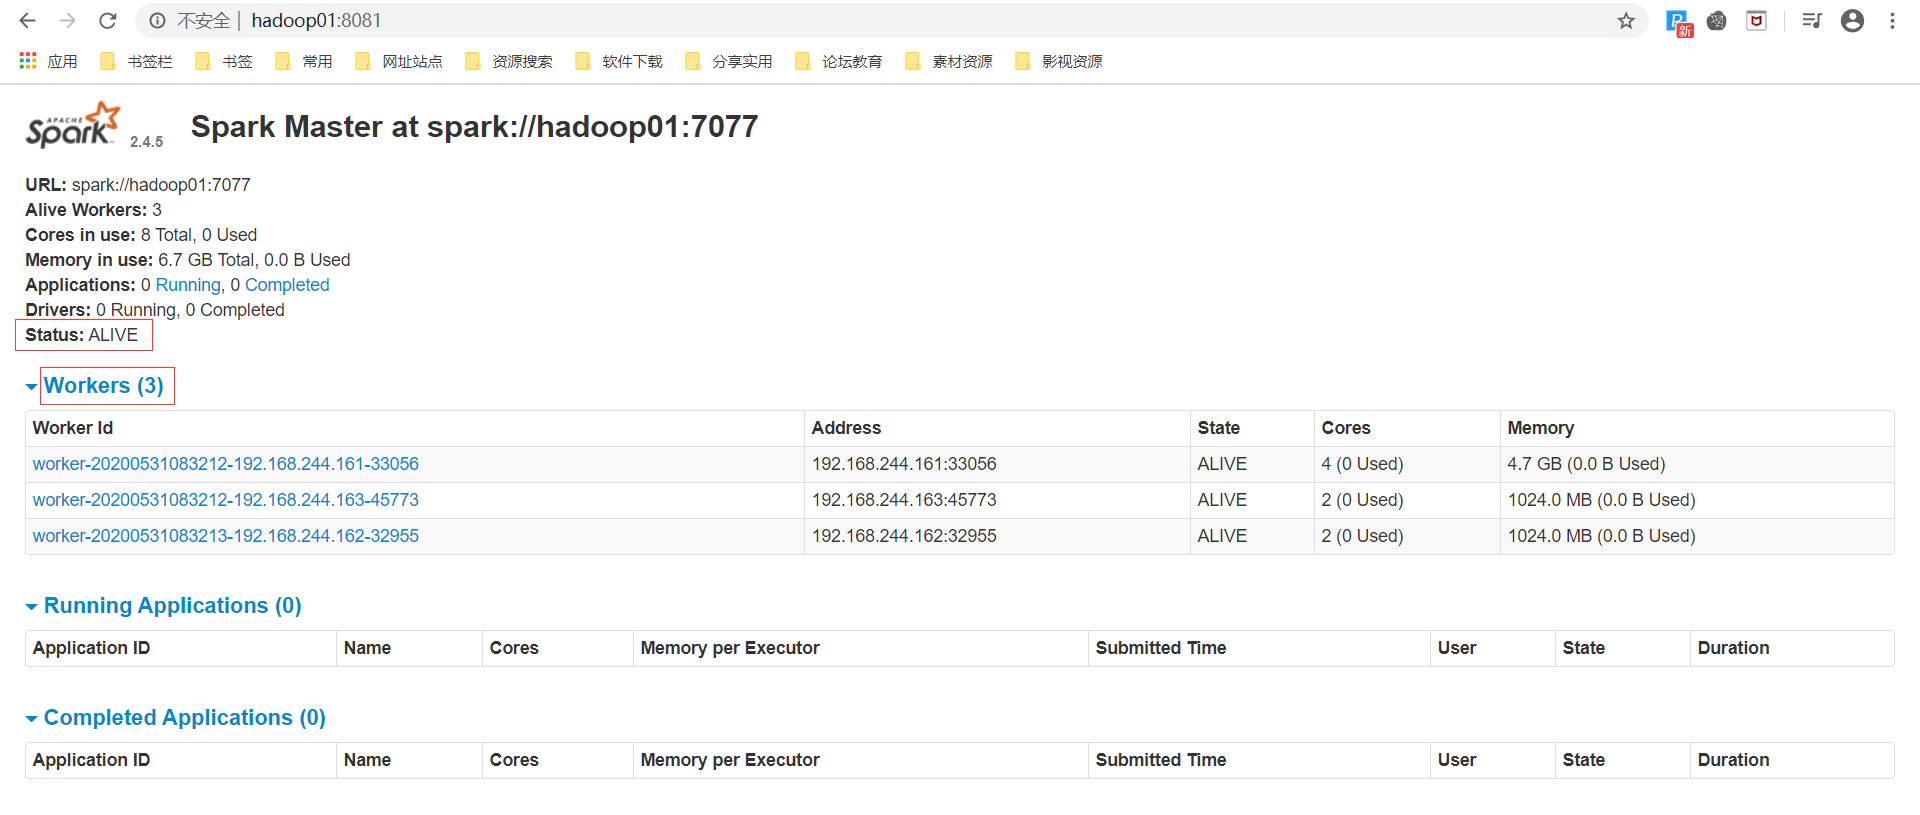 不安全 | hadoop01:8081
新
应用 书签栏 书签 常用 网址站点 资源搜索 软件下载 分享实用 论坛教育 素材资源 影视资源
APACHE Spark 2.4.5 Spark Master at spark://hadoop01:7077
URL: spark://hadoop01:7077
Alive Workers: 3
Cores in use: 8 Total, 0 Used
Memory in use: 6.7 GB Total, 0.0 B Used
Applications: 0 Running, 0 Completed
Drivers: 0 Running, 0 Completed
Status: ALIVE
Workers (3)
Worker Id Address State Cores Memory
worker-20200531083212-192.168.244.161-33056 192.168.244.161:33056 ALIVE 4 (0 Used) 4.7 GB (0.0 B Used)
worker-20200531083212-192.168.244.163-45773 192.168.244.163:45773 ALIVE 2 (0 Used) 1024.0 MB (0.0 B Used)
worker-20200531083213-192.168.244.162-32955 192.168.244.162:32955 ALIVE 2 (0 Used) 1024.0 MB (0.0 B Used)
Running Applications (0)
Application ID Name Cores Memory per Executor Submitted Time User State Duration
Completed Applications (0)
Application ID Name Cores Memory per Executor Submitted Time User State Duration